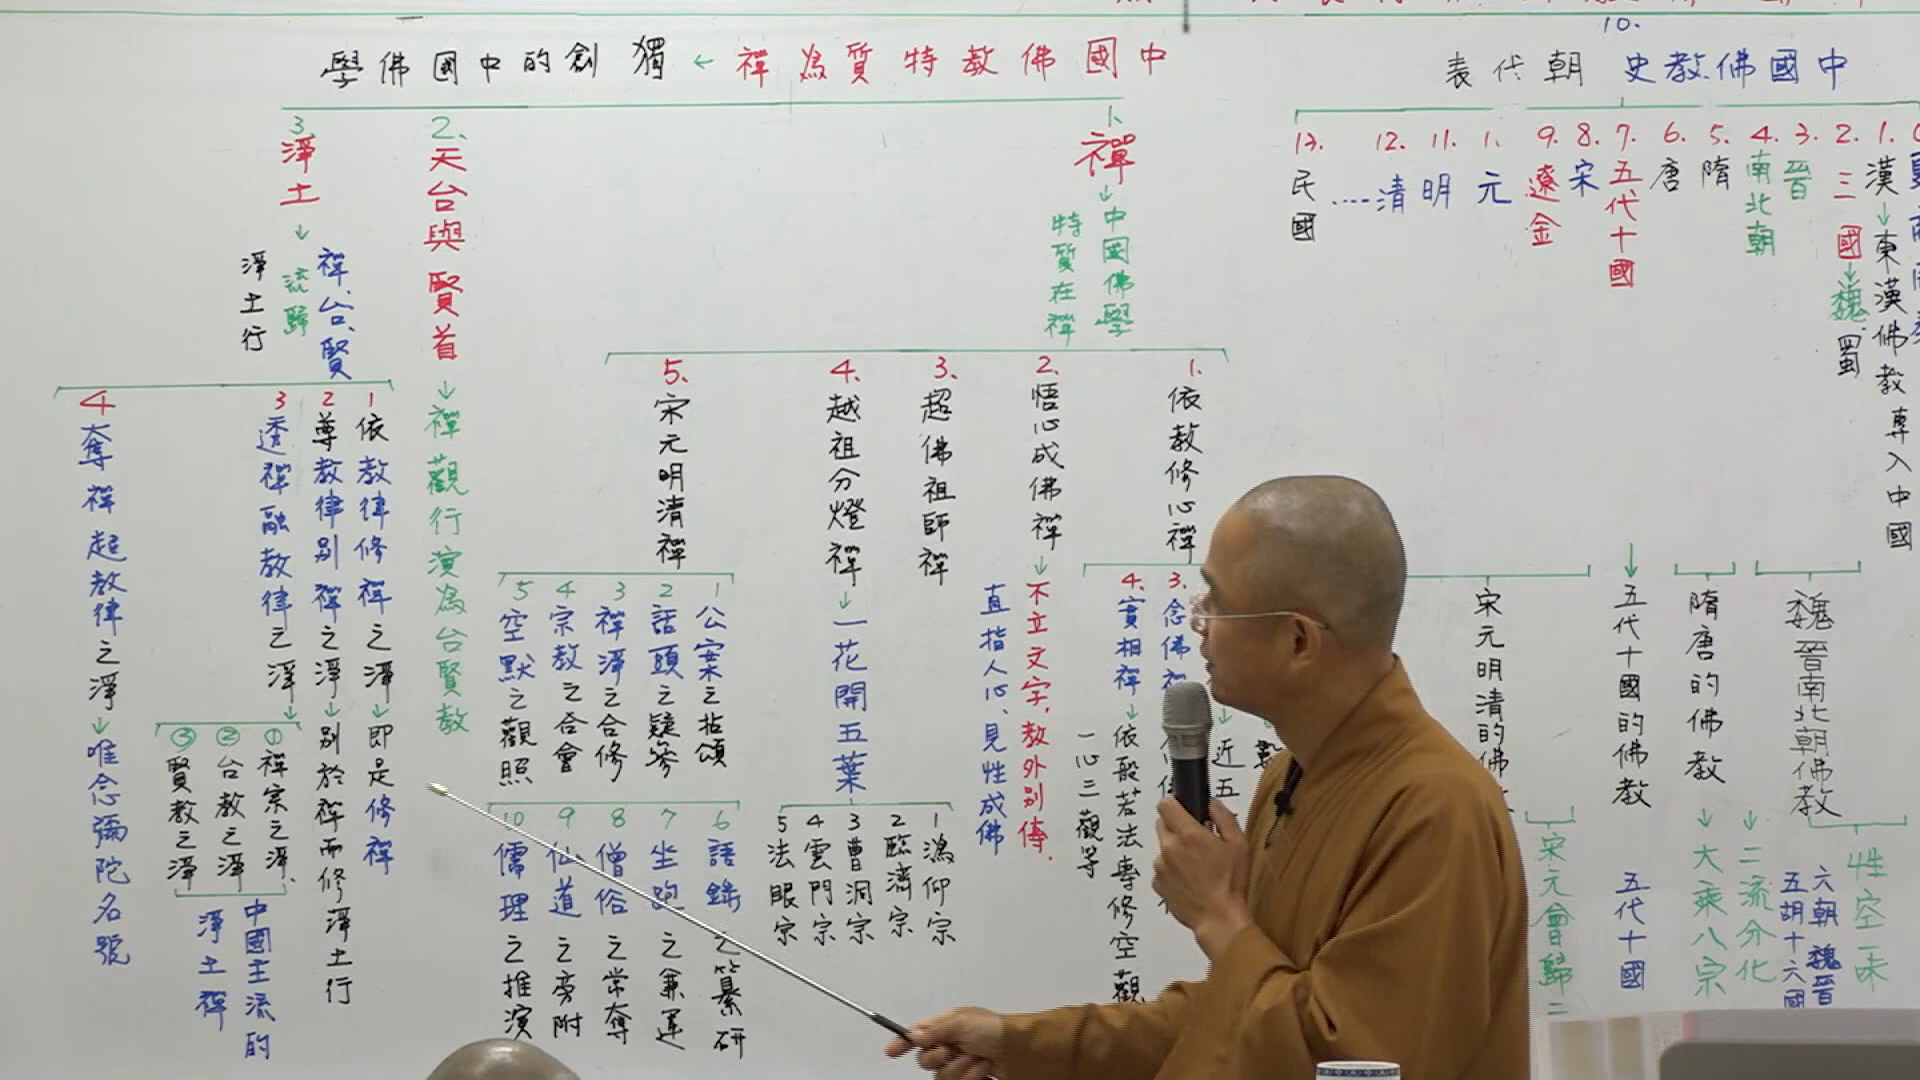 10.
中國佛教史 朝代表
1. 漢→東漢佛教專入中國
2. 三國→魏.蜀
3. 晉
4. 南北朝
5. 隋
6. 唐
7. 五代十國
8. 宋
9. 遼金
1. 元
11. 明
12. 清……
13. 民國
魏晉南北朝佛教
性空一味
六朝 魏晉
五胡十六國
隋唐的佛教
二流分化
大乘八宗
五代十國的佛教
五代十國
宋元明清的佛
宋元會歸
中國佛教特質為禪←獨創的中國佛學
1. 禪
中國佛學
特質在禪
1. 依教修心禪
3. 念佛
4. 實相禪→依般若法專修空觀
一心三觀等
近五
2. 悟心成佛禪→不立文字,教外別傳.
直指人心、見性成佛
3. 超佛祖師禪
4. 越祖分燈禪→一花開五葉
1 溈仰宗
2 臨濟宗
3 曹洞宗
4 雲門宗
5 法眼宗
5. 宋元明清禪
1 公案之拈頌
2 話頭之疑參
3 禪淨之合修
4 宗教之合會
5 空默之觀照
6 語錄之纂研
7 坐跑之兼運
8 僧俗之常奪
9 仙道之旁附
10 儒理之推演
2. 天台與賢首→禪觀行演為台賢教
3. 淨土
禪.台.賢
流歸
淨土行
1 依教律修禪之淨→即是修禪
2 尊教律別禪之淨→別於禪而修淨土行
3 透禪融教律之淨
① 禪宗之淨.
② 台教之淨
③ 賢教之淨
中國主流的
淨土禪
4 奪禪超教律之淨→唯念彌陀名號